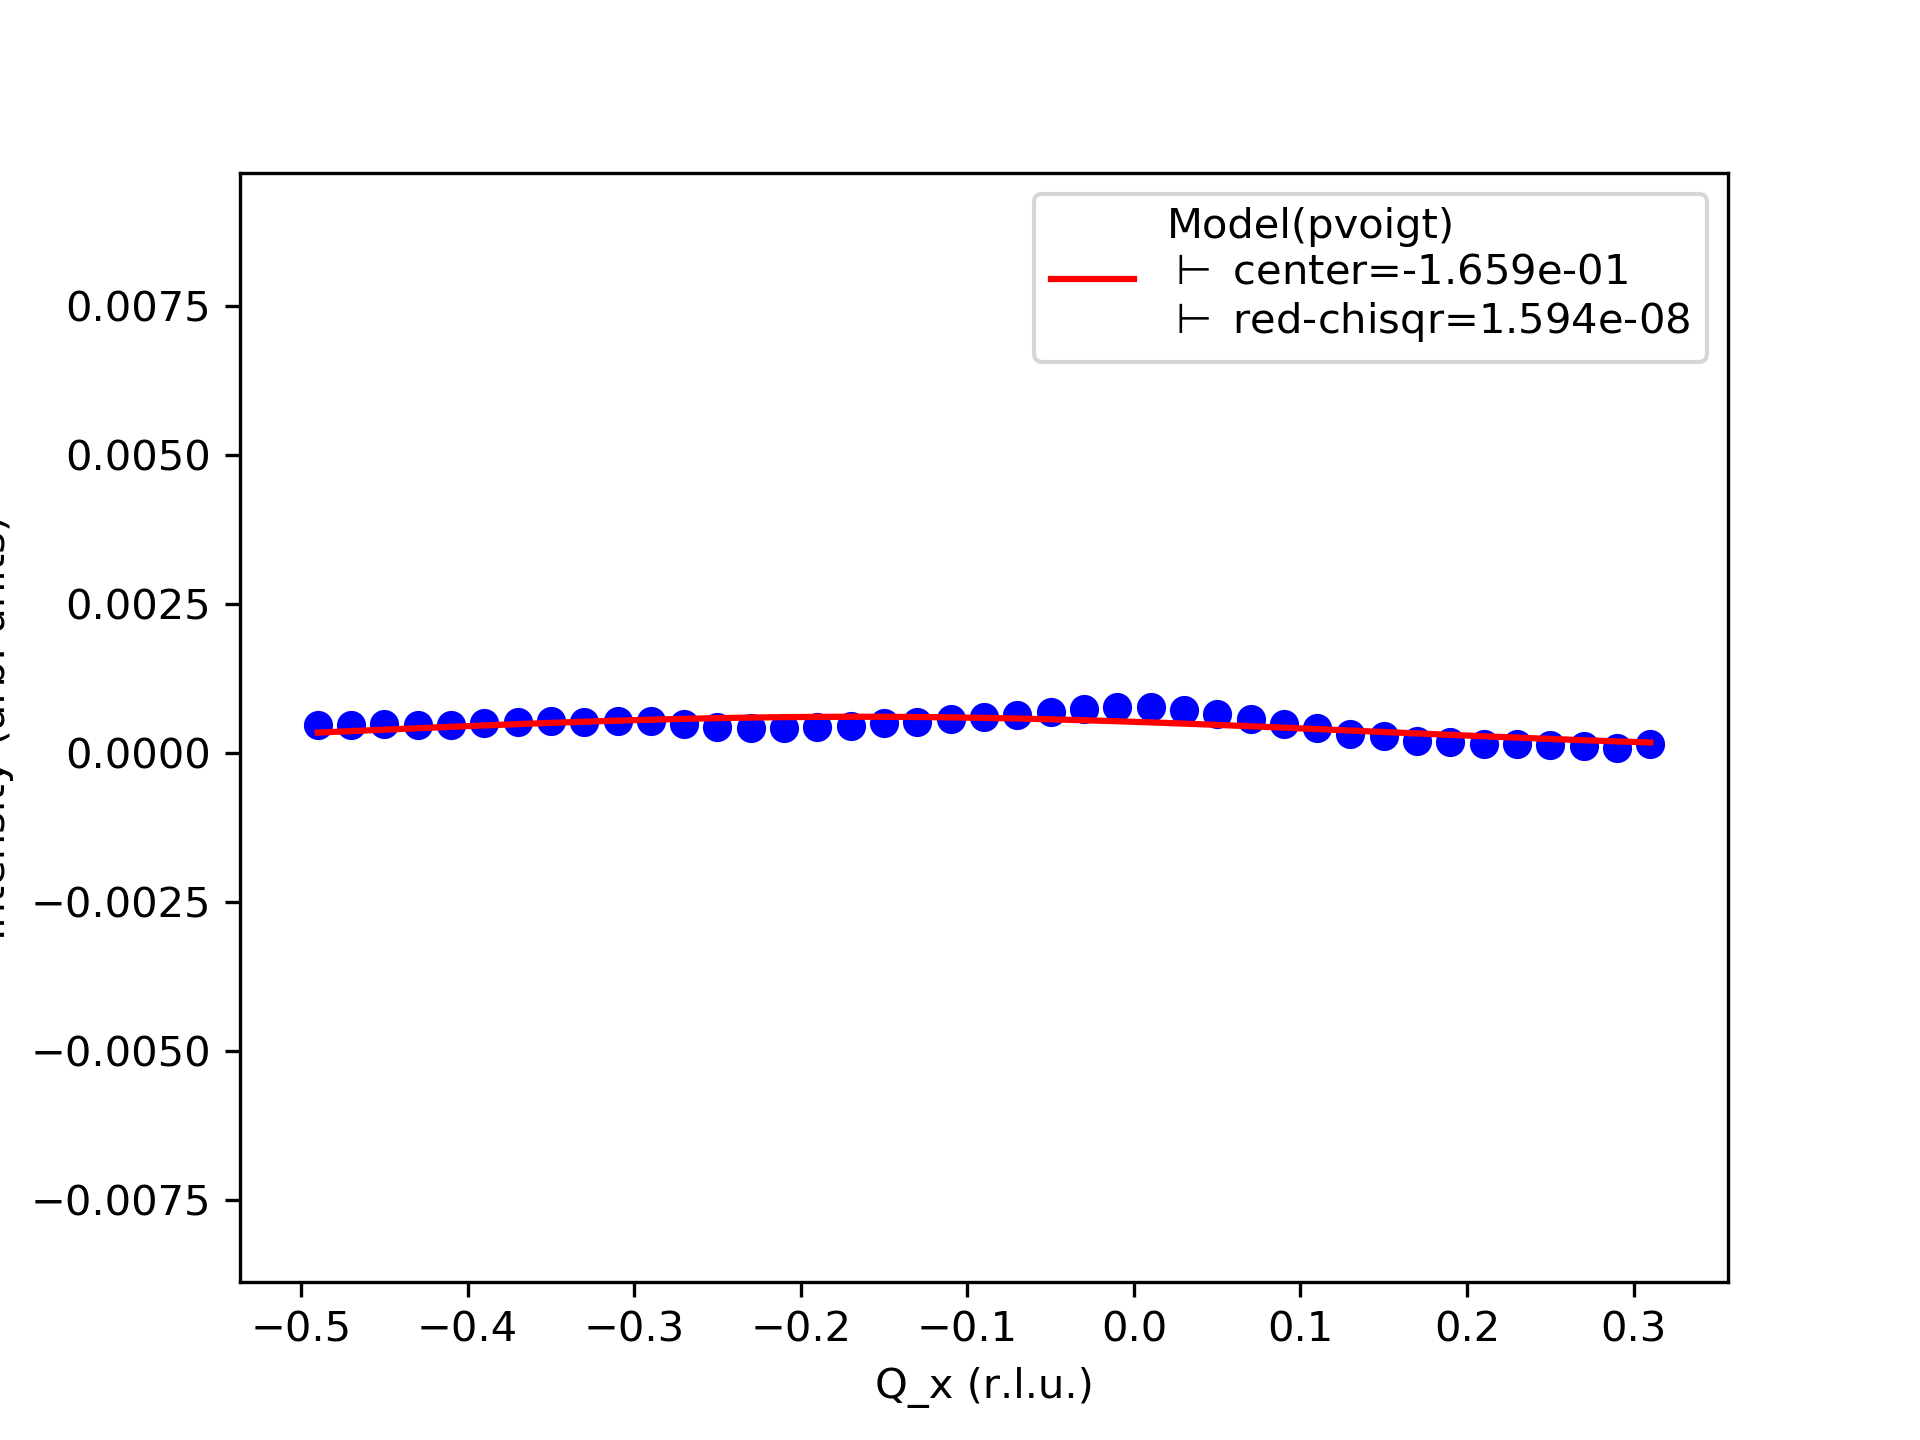 Model(pvoigt)
⊢ center=-1.659e-01
⊢ red-chisqr=1.594e-08
0.0075
0.0050
0.0025
0.0000
−0.0025
−0.0050
−0.0075
−0.5 −0.4 −0.3 −0.2 −0.1 0.0 0.1 0.2 0.3
Q_x (r.l.u.)